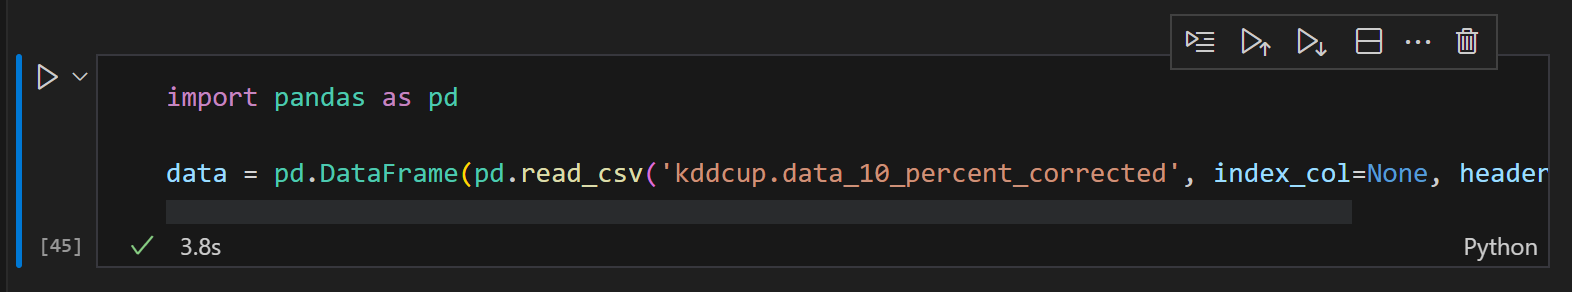 import pandas as pd
data = pd.DataFrame(pd.read_csv('kddcup.data_10_percent_corrected', index_col=None, header
[45]
3.8s
Python